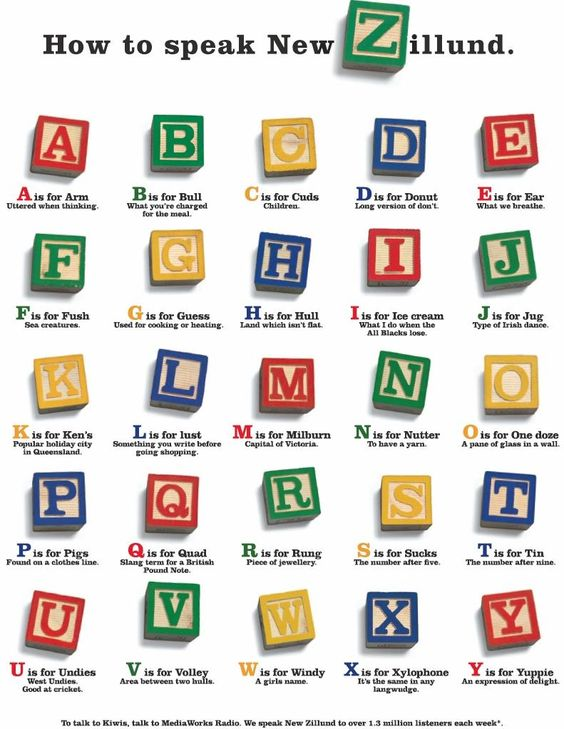 How to speak New Zillund.
A B C D E
A is for Arm
Uttered when thinking.
B is for Bull
What you're charged
for the meal.
C is for Cuds
Children.
D is for Donut
Long version of don't.
E is for Ear
What we breathe.
F G H I J
F is for Fush
Sea creatures.
G is for Guess
Used for cooking or heating.
H is for Hull
Land which isn't flat.
I is for Ice cream
What I do when the
All Blacks lose.
J is for Jug
Type of Irish dance.
K L M N O
K is for Ken's
Popular holiday city
in Queensland.
L is for lust
Something you write before
going shopping.
M is for Milburn
Capital of Victoria.
N is for Nutter
To have a yarn.
O is for One doze
A pane of glass in a wall.
P Q R S T
P is for Pigs
Found on a clothes line.
Q is for Quad
Slang term for a British
Pound Note.
R is for Rung
Piece of jewellery.
S is for Sucks
The number after five.
T is for Tin
The number after nine.
U V W X Y
U is for Undies
West Undies.
Good at cricket.
V is for Volley
Area between two hulls.
W is for Windy
A girls name.
X is for Xylophone
It's the same in any
langwudge.
Y is for Yuppie
An expression of delight.
To talk to Kiwis, talk to MediaWorks Radio. We speak New Zillund to over 1.3 million listeners each week*.